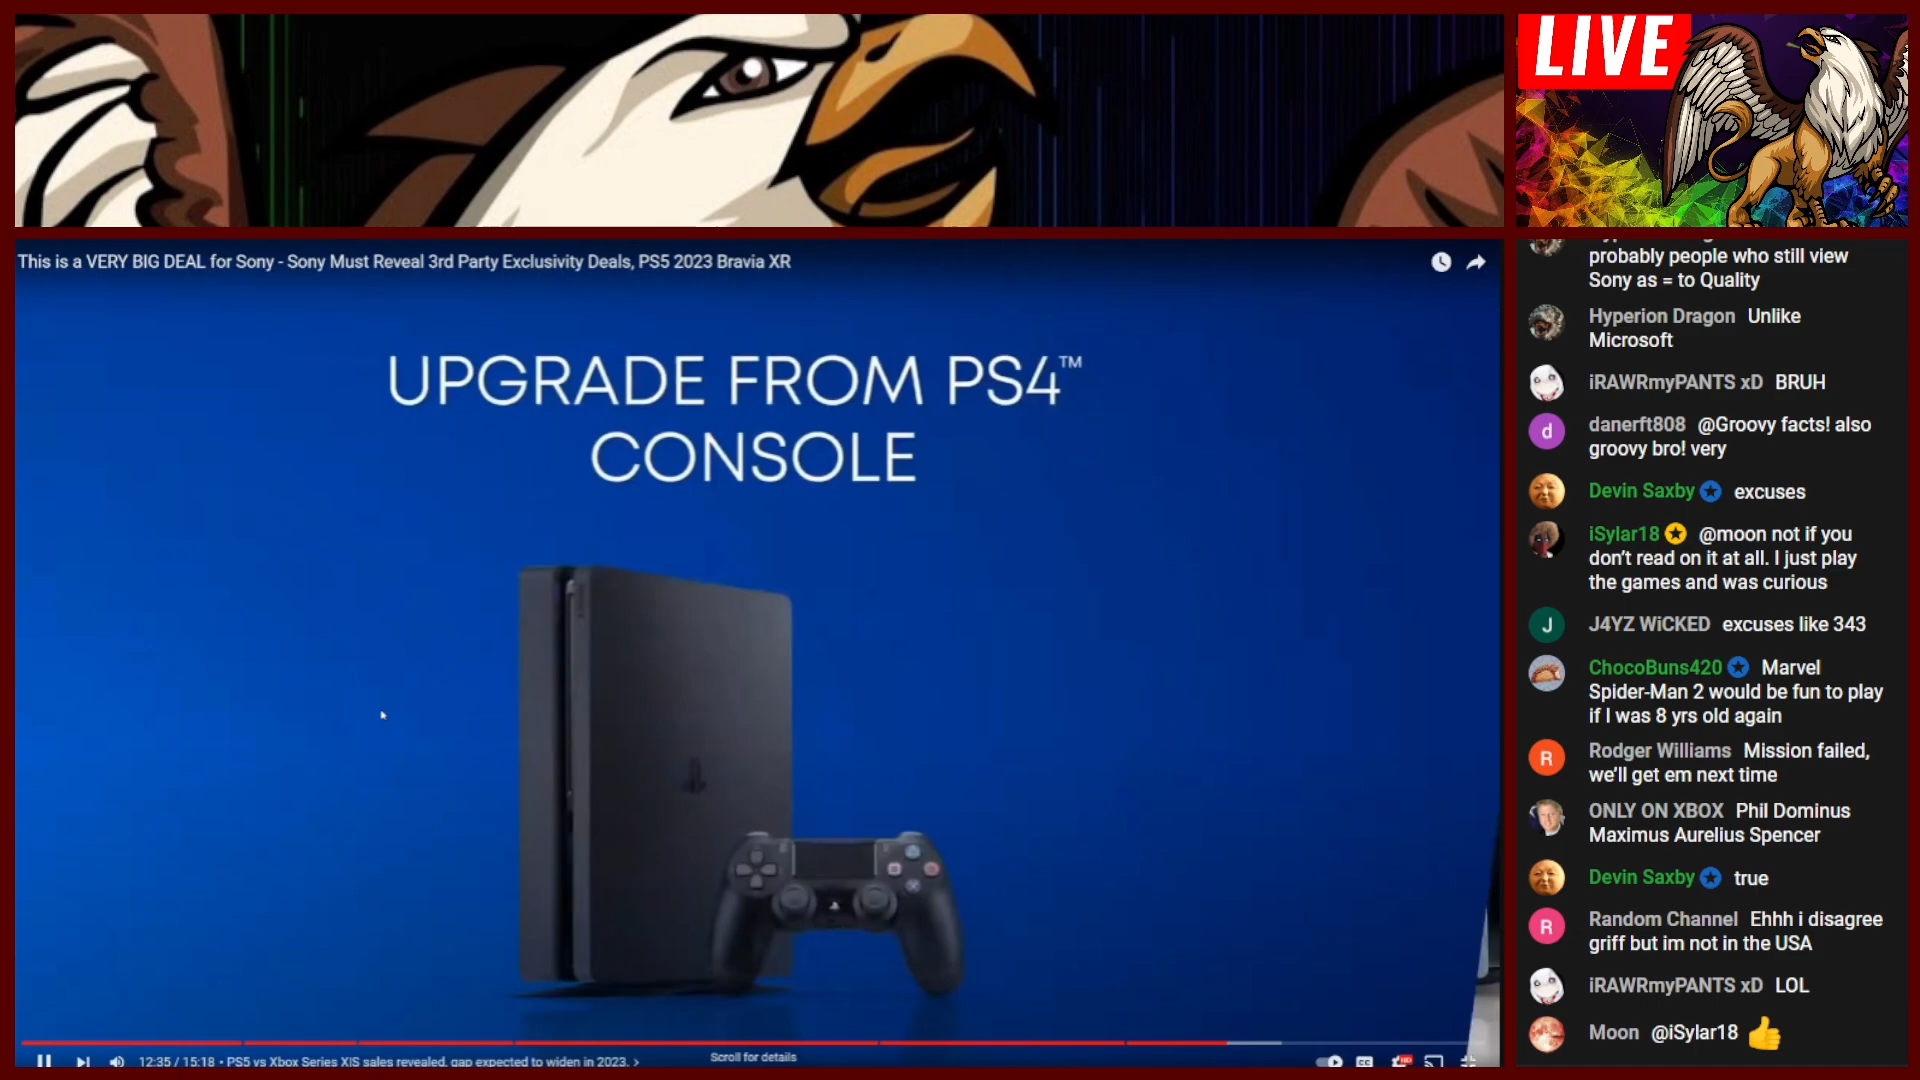 LIVE
This is a VERY BIG DEAL for Sony - Sony Must Reveal 3rd Party Exclusivity Deals, PS5 2023 Bravia XR
UPGRADE FROM PS4™
CONSOLE
12:35 / 15:18 • PS5 vs Xbox Series X|S sales revealed, gap expected to widen in 2023. >
Scroll for details
probably people who still view
Sony as = to Quality
Hyperion Dragon Unlike
Microsoft
iRAWRmyPANTS xD BRUH
d
danerft808 @Groovy facts! also
groovy bro! very
Devin Saxby excuses
iSylar18 @moon not if you
don't read on it at all. I just play
the games and was curious
J
J4YZ WiCKED excuses like 343
ChocoBuns420 Marvel
Spider-Man 2 would be fun to play
if I was 8 yrs old again
R
Rodger Williams Mission failed,
we'll get em next time
ONLY ON XBOX Phil Dominus
Maximus Aurelius Spencer
Devin Saxby true
R
Random Channel Ehhh i disagree
griff but im not in the USA
iRAWRmyPANTS xD LOL
Moon @iSylar18 👍